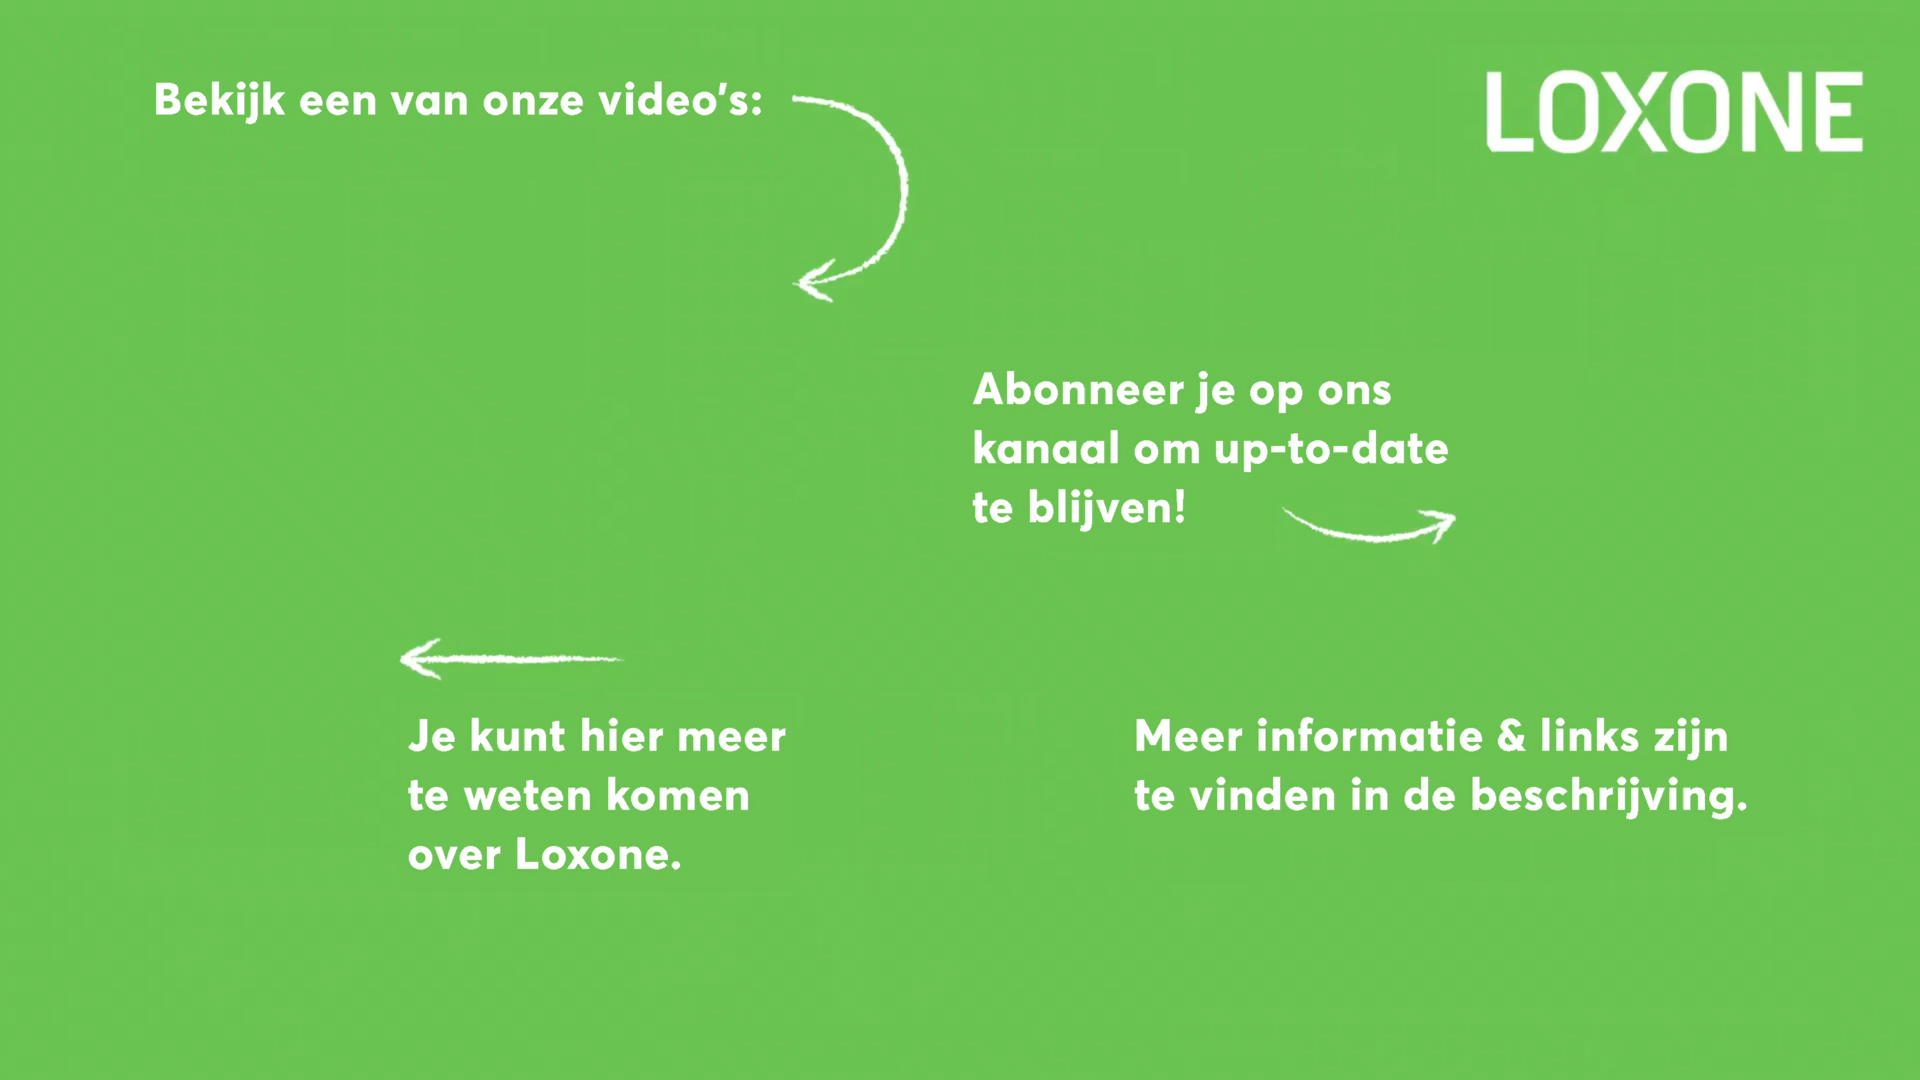 Bekijk een van onze video's:
LOXONE
Abonneer je op ons
kanaal om up-to-date
te blijven!
Je kunt hier meer
te weten komen
over Loxone.
Meer informatie & links zijn
te vinden in de beschrijving.